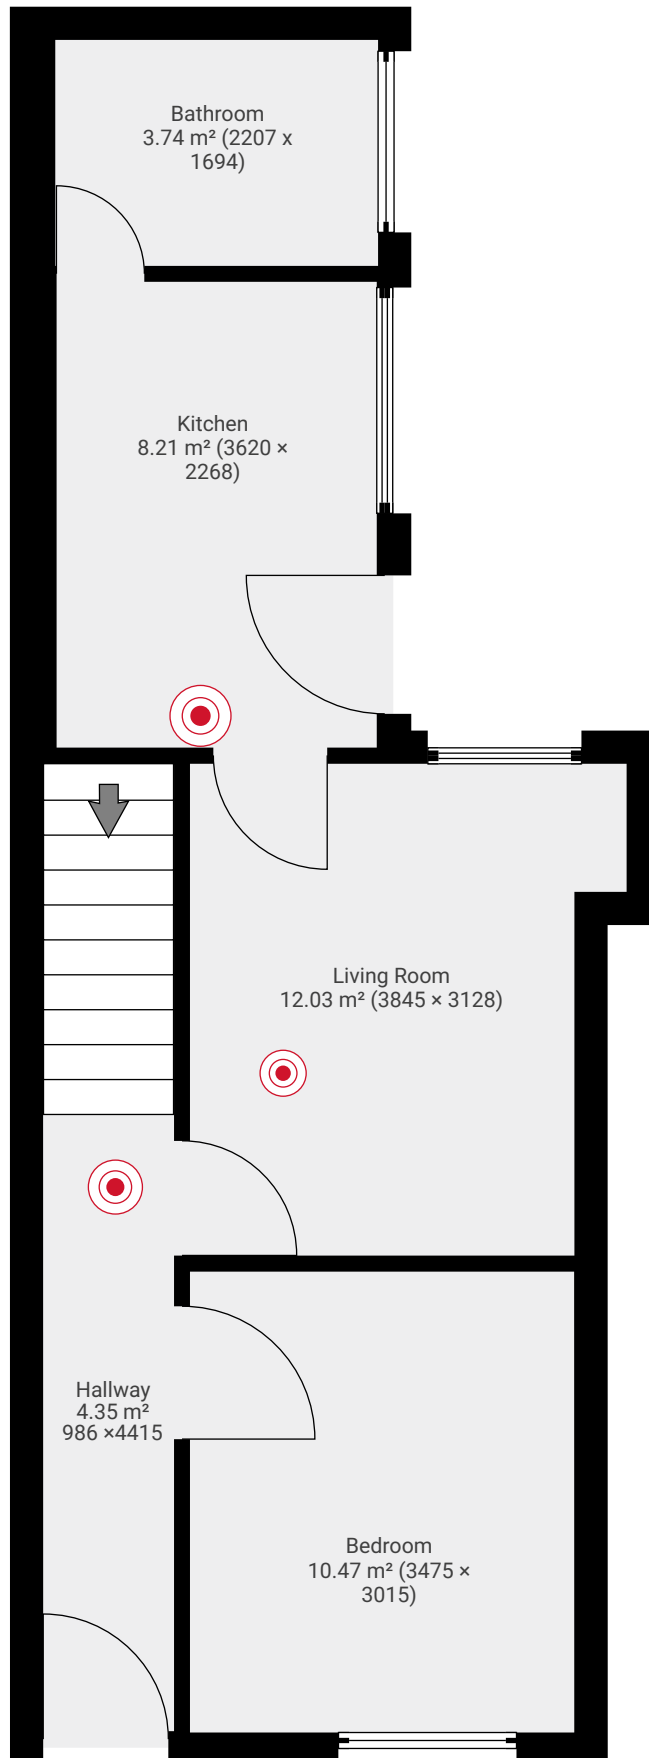 Bathroom
3.74 m² (2207 x
1694)
Kitchen
8.21 m² (3620 ×
2268)
Living Room
12.03 m² (3845 × 3128)
Hallway
4.35 m²
986 ×4415
Bedroom
10.47 m² (3475 ×
3015)